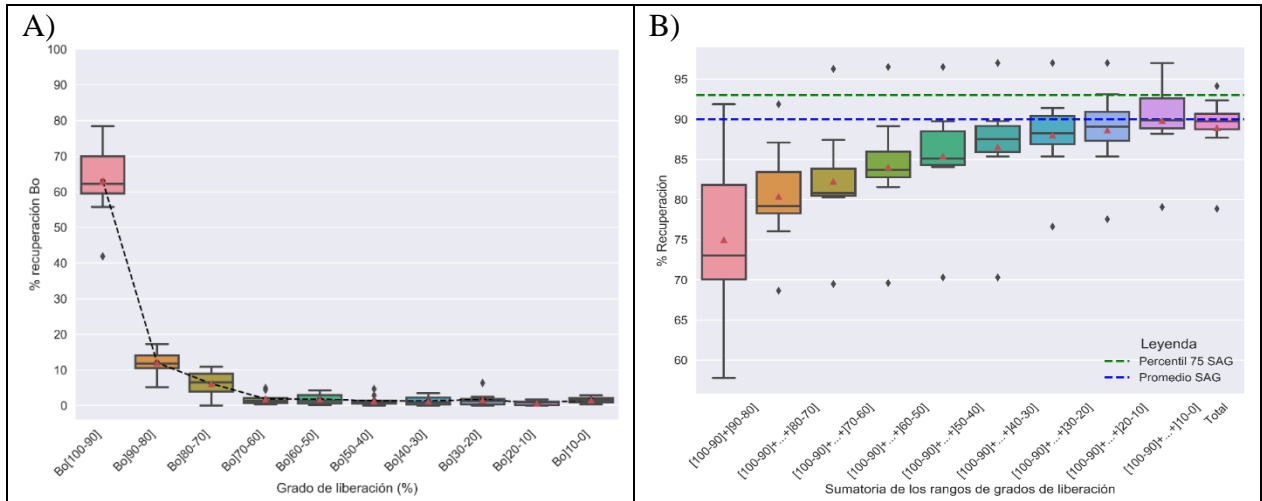 A)
100
90
80
70
60
50
40
30
20
10
0
% recuperación Bo
Bo[100-90]
Bo]90-80]
Bo]80-70]
Bo]70-60]
Bo]60-50]
Bo]50-40]
Bo]40-30]
Bo]30-20]
Bo]20-10]
Bo]10-0]
Grado de liberación (%)
B)
95
90
85
80
75
70
65
60
% Recuperación
Leyenda
Percentil 75 SAG
Promedio SAG
[100-90]+]90-80]
[100-90]+...+]80-70]
[100-90]+...+]70-60]
[100-90]+...+]60-50]
[100-90]+...+]50-40]
[100-90]+...+]40-30]
[100-90]+...+]30-20]
[100-90]+...+]20-10]
[100-90]+...+]10-0]
Total
Sumatoria de los rangos de grados de liberación